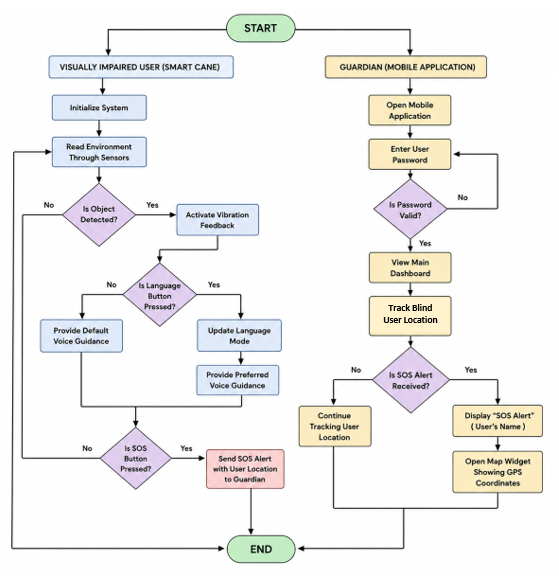 START
VISUALLY IMPAIRED USER (SMART CANE)
GUARDIAN (MOBILE APPLICATION)
Initialize System
Open Mobile
Application
Read Environment
Through Sensors
Enter User
Password
No
Is Object
Detected?
Yes
Activate Vibration
Feedback
Is Password
Valid?
No
Yes
View Main
Dashboard
No
Is Language
Button
Pressed?
Yes
Provide Default
Voice Guidance
Update Language
Mode
Track Blind
User Location
Provide Preferred
Voice Guidance
No
Is SOS Alert
Received?
Yes
Continue
Tracking User
Location
Display "SOS Alert"
( User's Name )
No
Is SOS
Button
Pressed?
Yes
Send SOS Alert
with User Location
to Guardian
Open Map Widget
Showing GPS
Coordinates
END